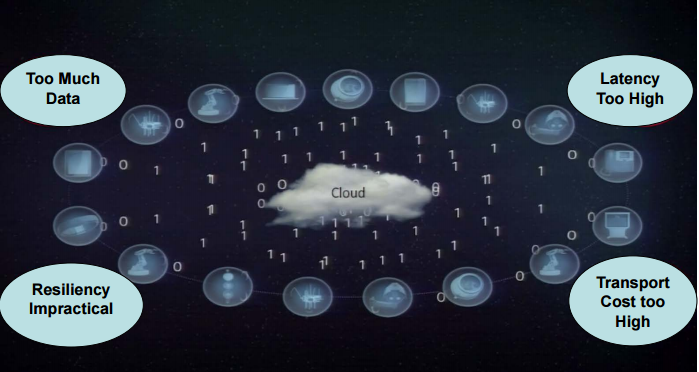 Too Much
Data
Latency
Too High
Cloud
Resiliency
Impractical
Transport
Cost too
High